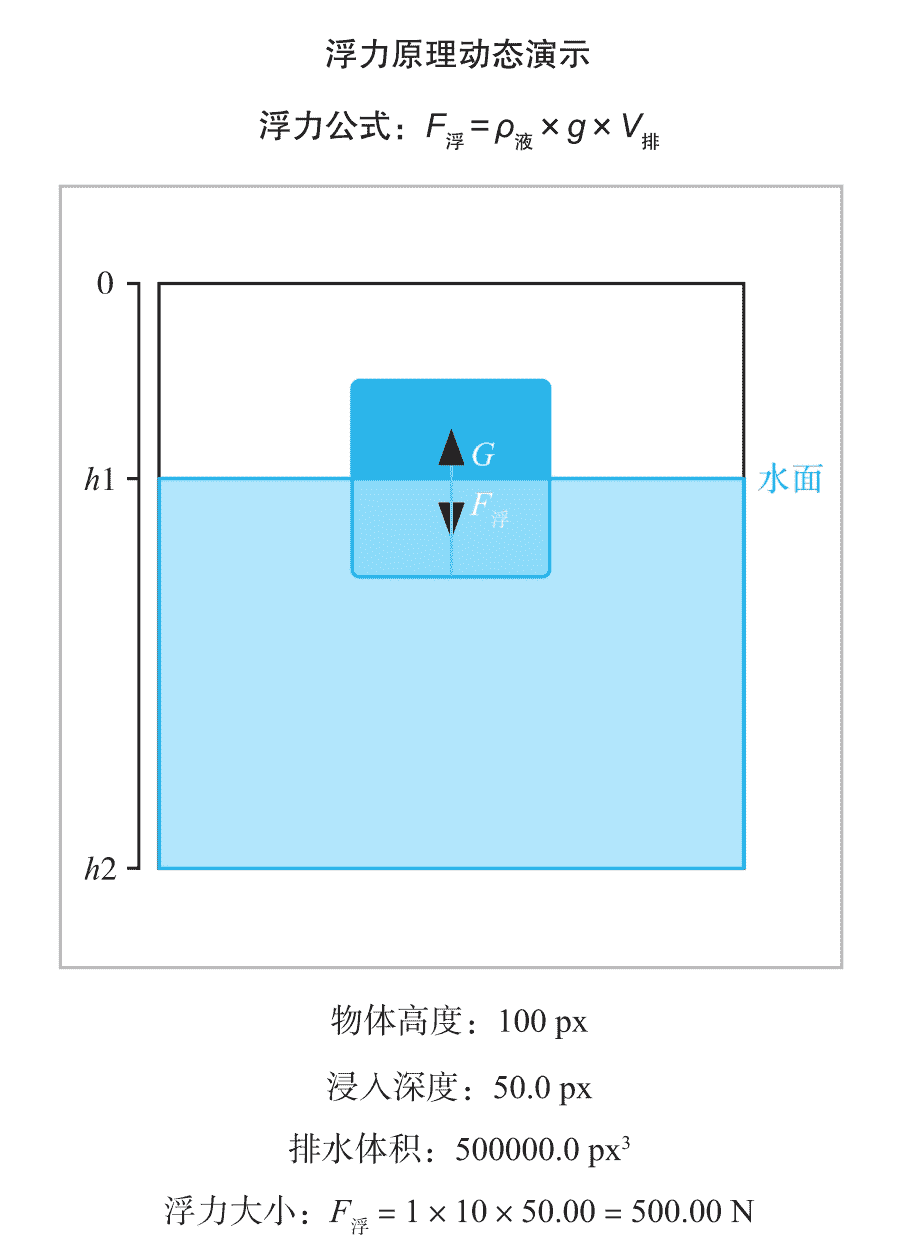 浮力原理动态演示
浮力公式：F浮=ρ液×g×V排
0
G
h1
水面
F浮
h2
物体高度：100 px
浸入深度：50.0 px
排水体积：500000.0 px³
浮力大小：F浮 = 1 × 10 × 50.00 = 500.00 N